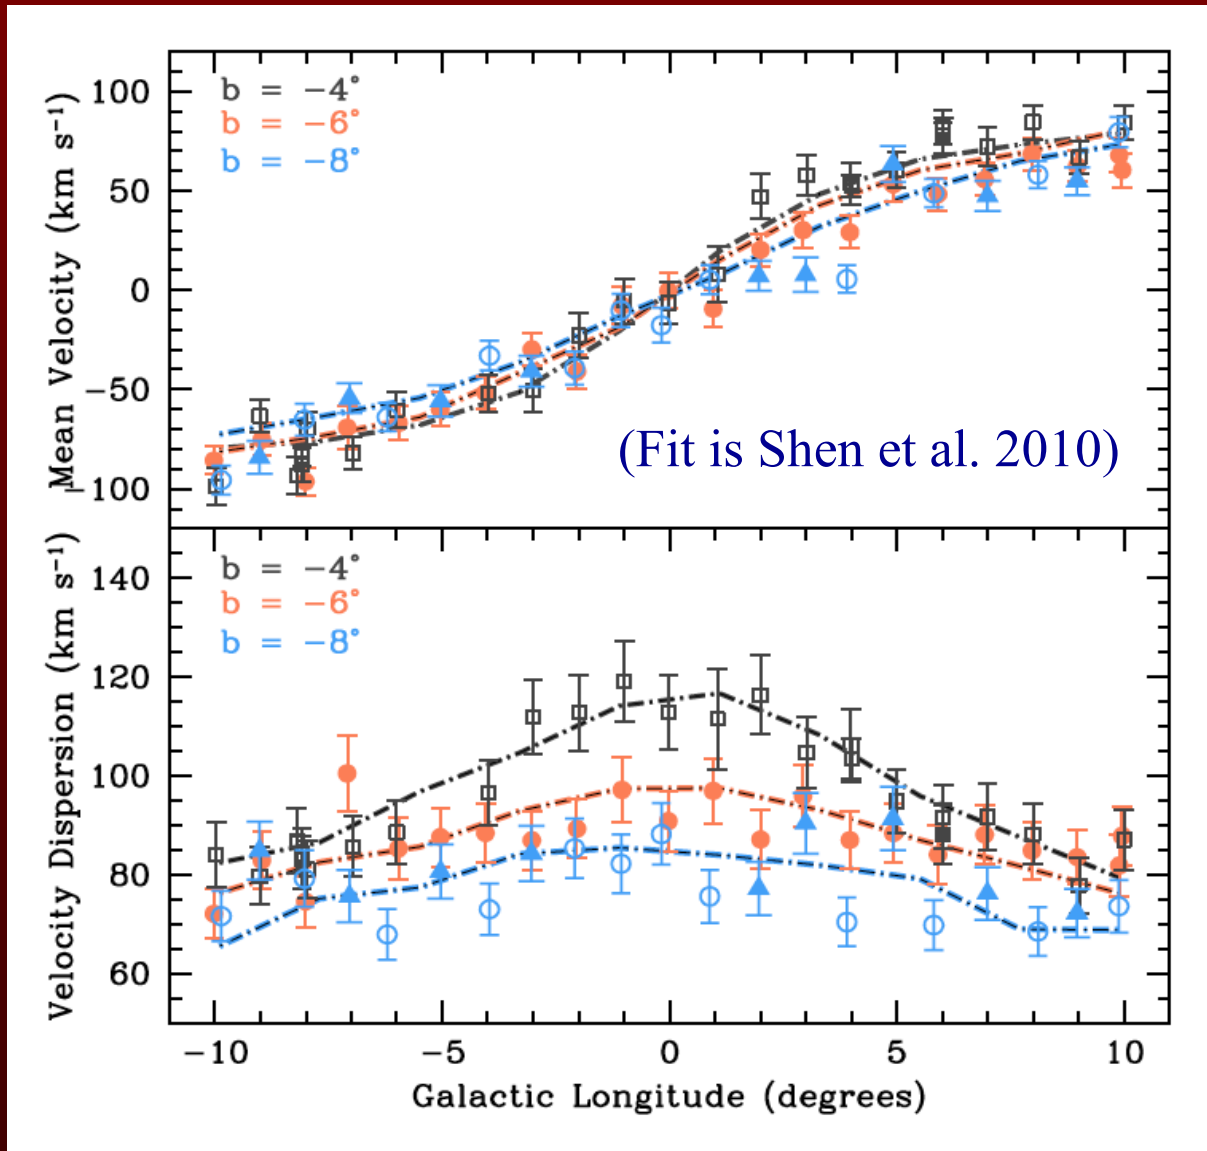 100
50
0
−50
−100
Mean Velocity (km s⁻¹)
b = −4°
b = −6°
b = −8°
(Fit is Shen et al. 2010)
140
120
100
80
60
Velocity Dispersion (km s⁻¹)
b = −4°
b = −6°
b = −8°
−10 −5 0 5 10
Galactic Longitude (degrees)